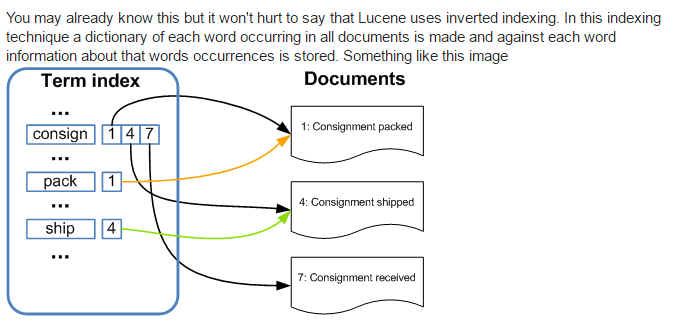 You may already know this but it won't hurt to say that Lucene uses inverted indexing. In this indexing
technique a dictionary of each word occurring in all documents is made and against each word
information about that words occurrences is stored. Something like this image
Term index
Documents
...
consign 1 4 7
1: Consignment packed
...
pack 1
...
4: Consignment shipped
ship 4
...
7: Consignment received